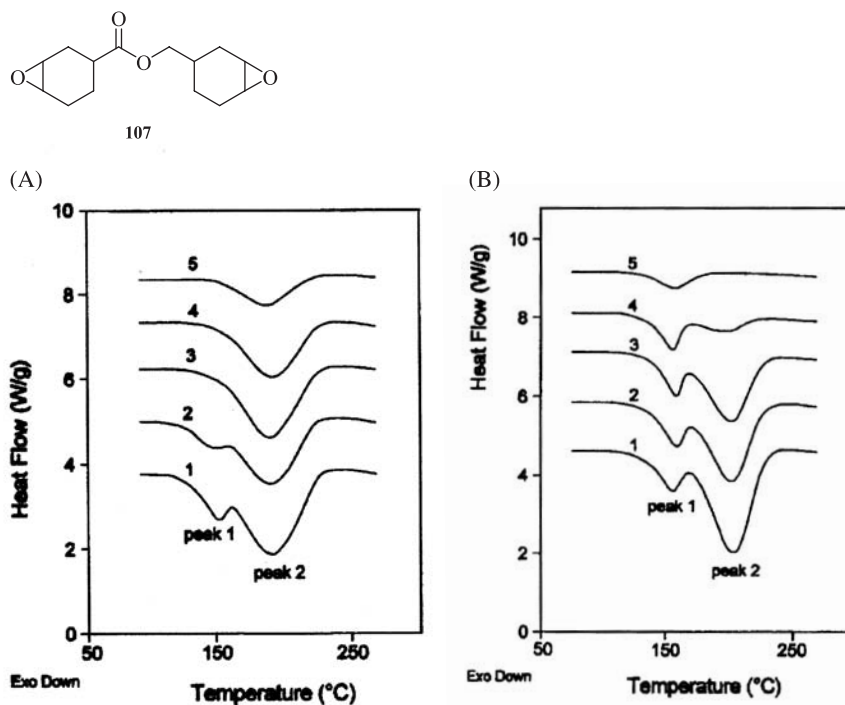 O
O
O
O
107
(A)
(B)
10
8
6
4
2
0
5
4
3
2
1
peak 1
peak 2
50
150
250
Heat Flow (W/g)
Exo Down
Temperature (°C)
10
8
6
4
2
0
5
4
3
2
1
peak 1
peak 2
50
150
250
Heat Flow (W/g)
Exo Down
Temperature (°C)